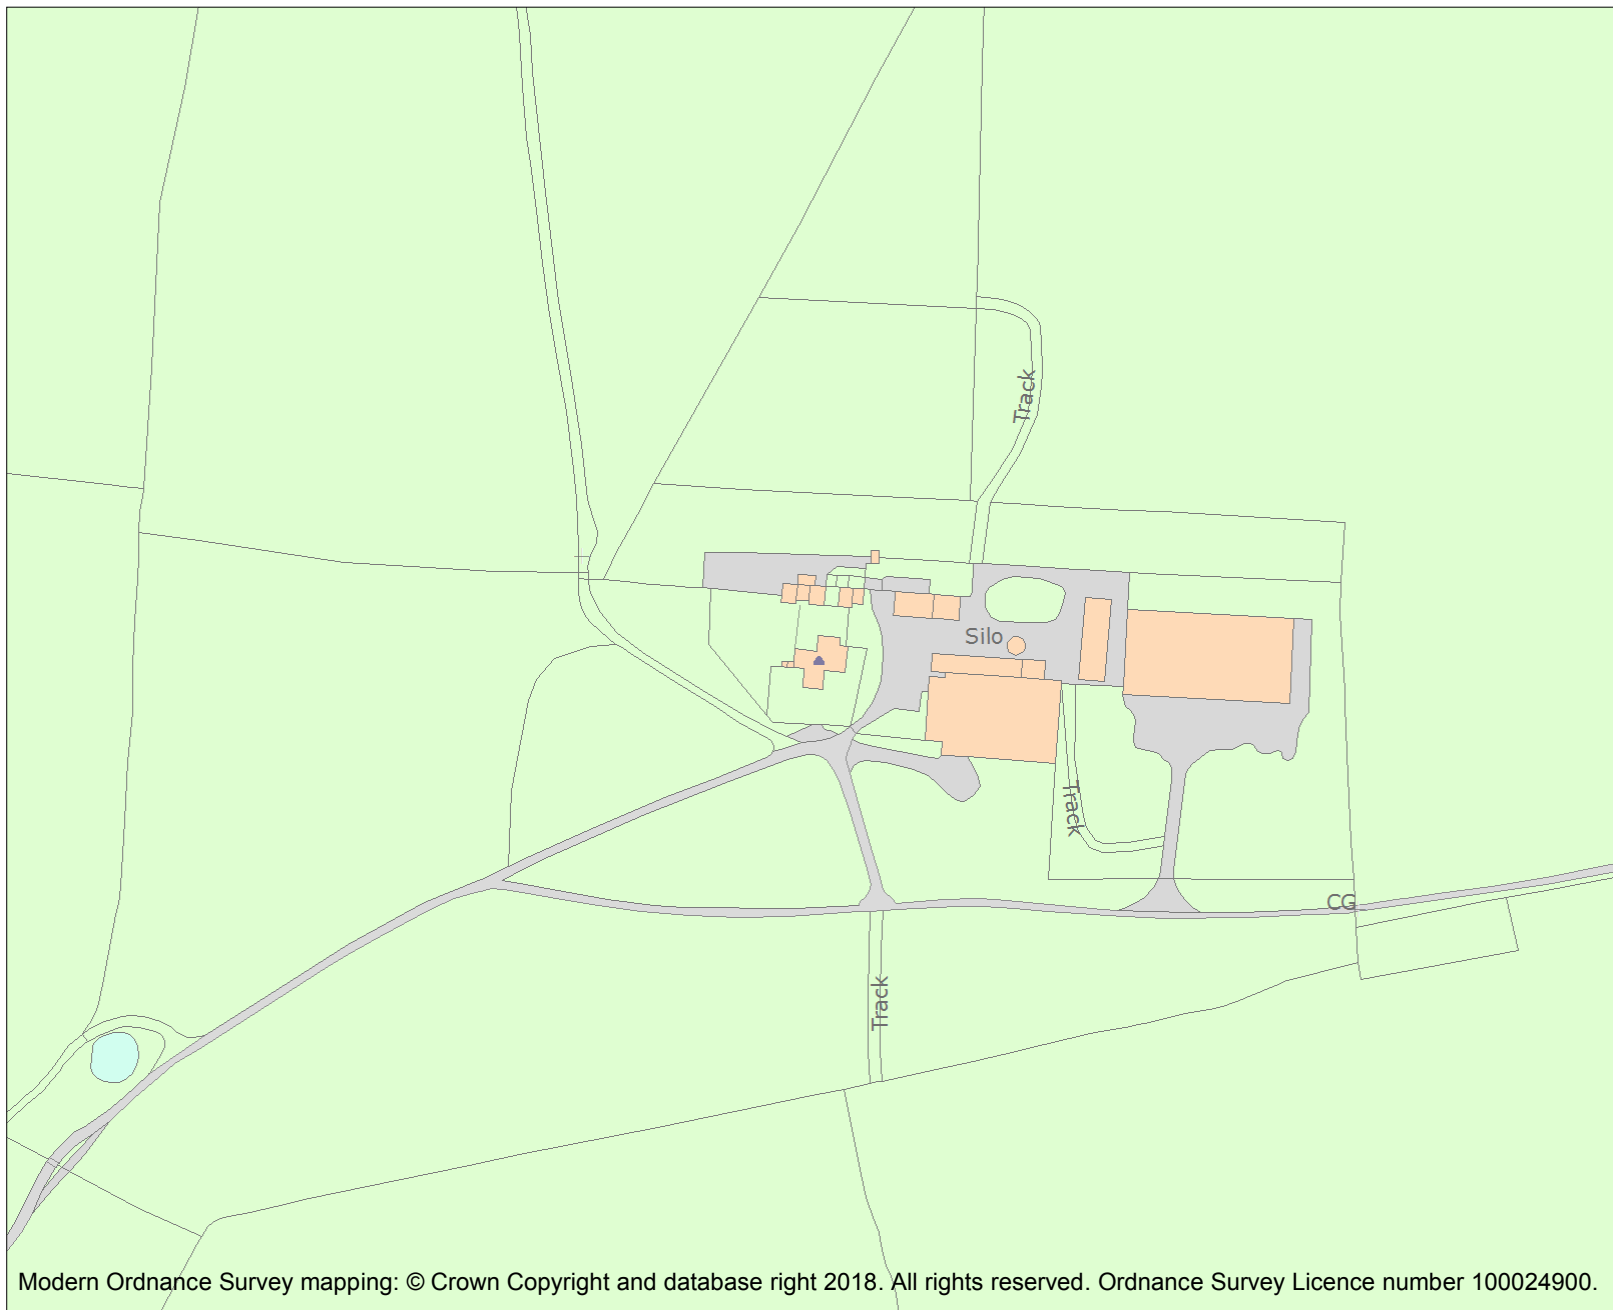 Track
Silo
Track
CG
Track
Modern Ordnance Survey mapping: © Crown Copyright and database right 2018. All rights reserved. Ordnance Survey Licence number 100024900.